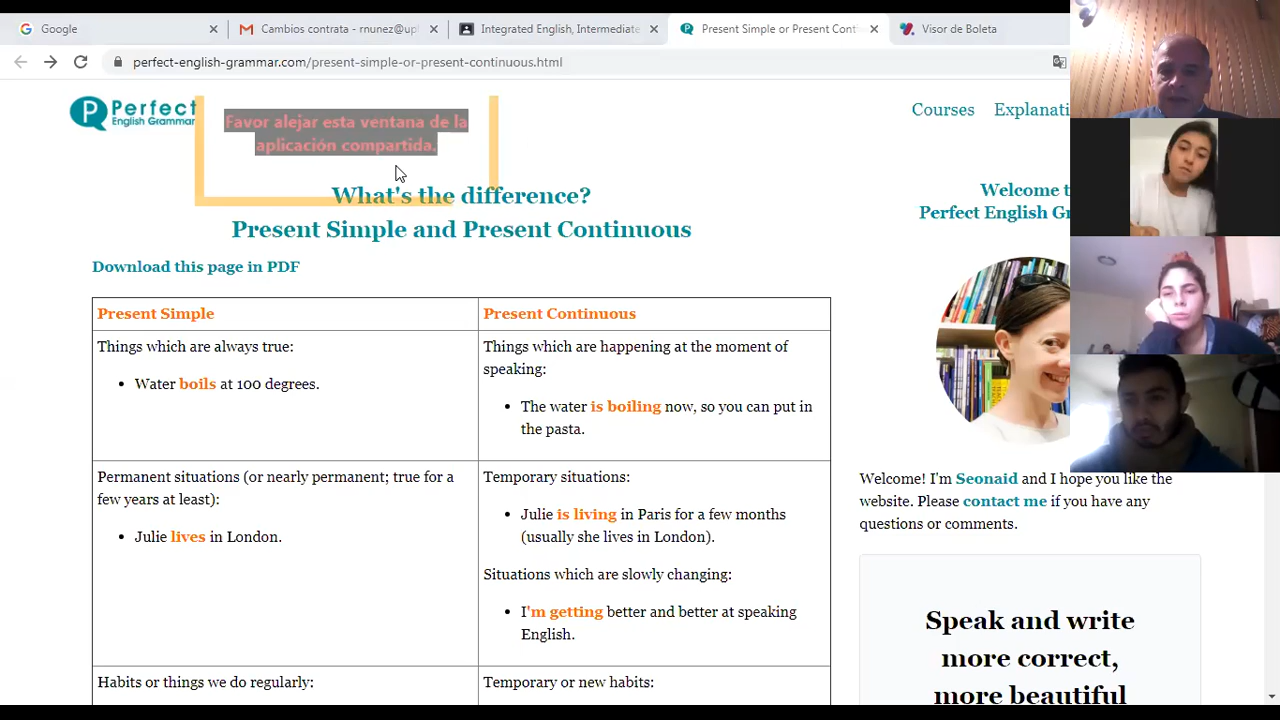 Google
Cambios contrata - rnuñez@up
Integrated English, Intermediate
Present Simple or Present Conti
Visor de Boleta
perfect-english-grammar.com/present-simple-or-present-continuous.html
Perfect
English Grammar
Favor alejar esta ventana de la
aplicación compartida.
Courses
Explanati
What's the difference?
Present Simple and Present Continuous
Welcome t
Perfect English Gr
Download this page in PDF
Present Simple
Present Continuous
Things which are always true:
• Water boils at 100 degrees.
Things which are happening at the moment of
speaking:
• The water is boiling now, so you can put in
the pasta.
Permanent situations (or nearly permanent; true for a
few years at least):
• Julie lives in London.
Temporary situations:
• Julie is living in Paris for a few months
(usually she lives in London).
Situations which are slowly changing:
• I'm getting better and better at speaking
English.
Habits or things we do regularly:
Temporary or new habits:
Welcome! I'm Seonaid and I hope you like the
website. Please contact me if you have any
questions or comments.
Speak and write
more correct,
more beautiful